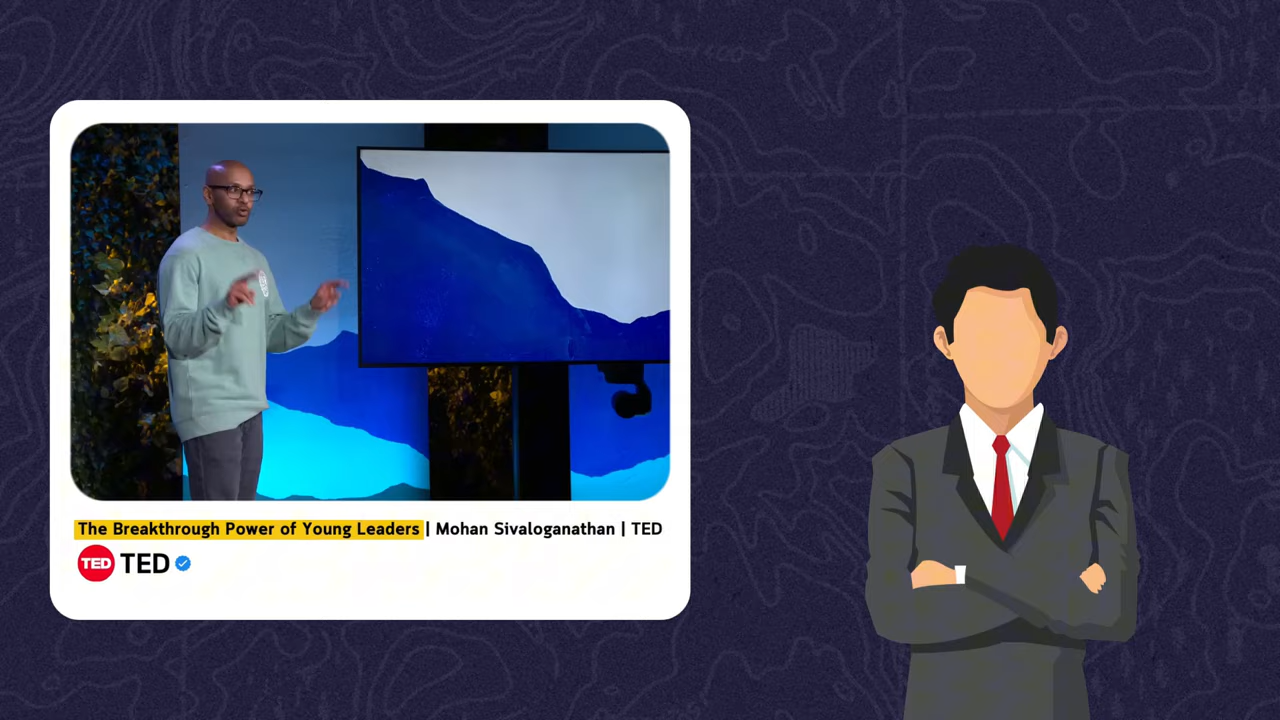 The Breakthrough Power of Young Leaders | Mohan Sivaloganathan | TED
TED TED